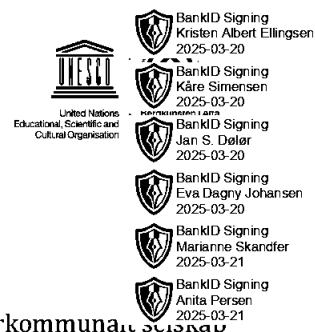 UNESCO
United Nations
Educational, Scientific and
Cultural Organisation
BankID Signing
Kristen Albert Ellingsen
2025-03-20
BankID Signing
Kåre Simensen
2025-03-20
BankID Signing
Jan S. Dølør
2025-03-20
BankID Signing
Eva Dagny Johansen
2025-03-20
BankID Signing
Marianne Skandfer
2025-03-21
BankID Signing
Anita Persen
2025-03-21
rkommunalt selskap